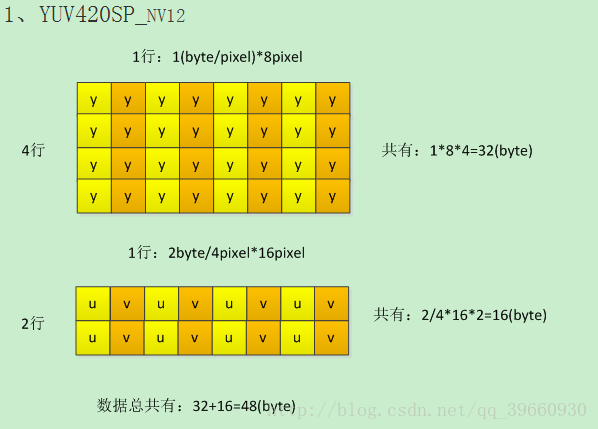 1、YUV420SP_NV12
1行：1(byte/pixel)*8pixel
y y y y y y y y
y y y y y y y y
4行
共有：1*8*4=32(byte)
y y y y y y y y
y y y y y y y y
1行：2byte/4pixel*16pixel
u v u v u v u v
2行
共有：2/4*16*2=16(byte)
u v u v u v u v
数据总共有：32+16=48(byte)
http://blog.csdn.net/qq_39660930